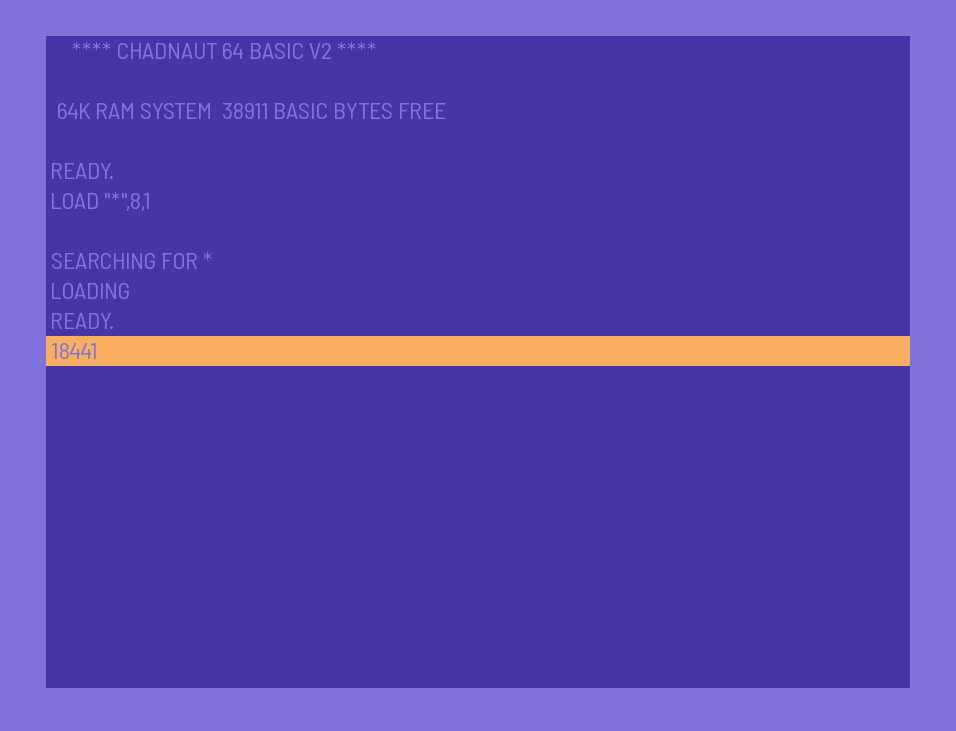 **** CHADNAUT 64 BASIC V2 ****
64K RAM SYSTEM  38911 BASIC BYTES FREE
READY.
LOAD "*",8,1
SEARCHING FOR *
LOADING
READY.
18441